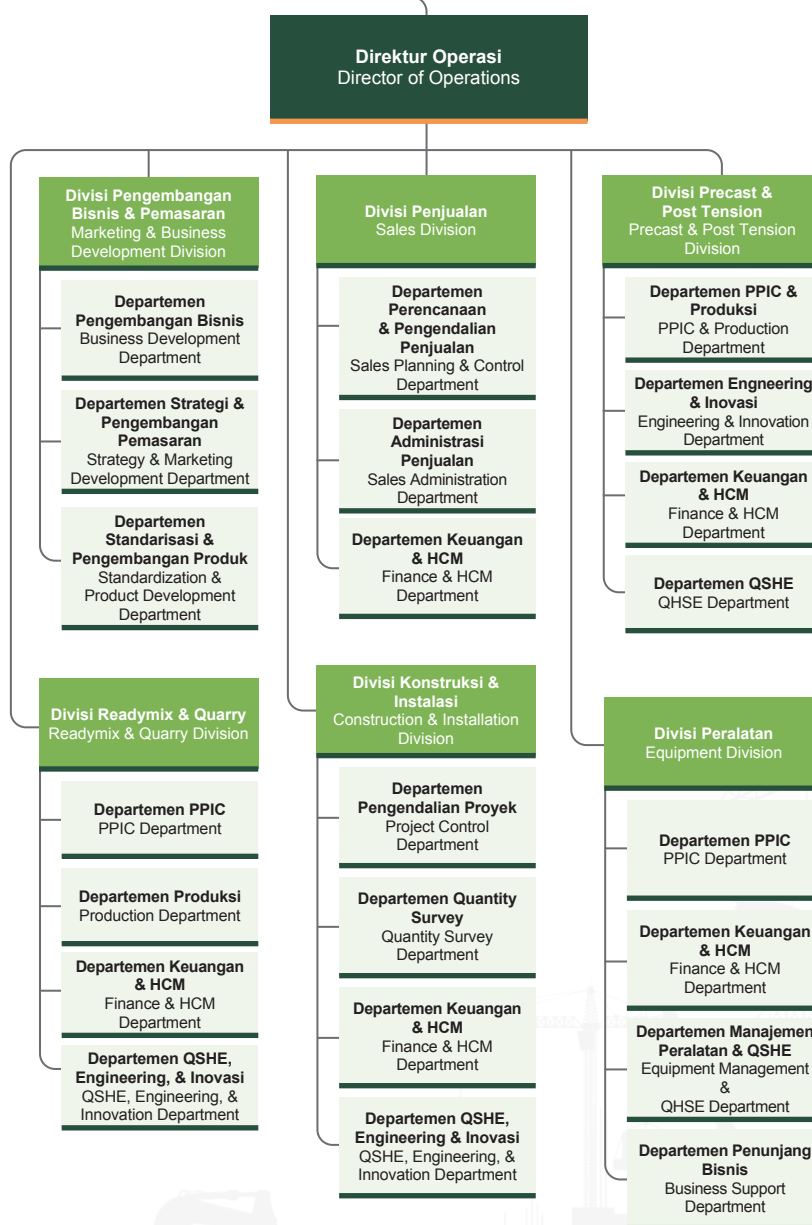 Direktur Operasi
Director of Operations
Divisi Pengembangan
Bisnis & Pemasaran
Marketing & Business
Development Division
Departemen
Pengembangan Bisnis
Business Development
Department
Departemen Strategi &
Pengembangan
Pemasaran
Strategy & Marketing
Development Department
Departemen
Standarisasi &
Pengembangan Produk
Standardization &
Product Development
Department
Divisi Penjualan
Sales Division
Departemen
Perencanaan
& Pengendalian
Penjualan
Sales Planning & Control
Department
Departemen
Administrasi
Penjualan
Sales Administration
Department
Departemen Keuangan
& HCM
Finance & HCM
Department
Divisi Precast &
Post Tension
Precast & Post Tension
Division
Departemen PPIC &
Produksi
PPIC & Production
Department
Departemen Engneering
& Inovasi
Engineering & Innovation
Department
Departemen Keuangan
& HCM
Finance & HCM
Department
Departemen QSHE
QHSE Department
Divisi Readymix & Quarry
Readymix & Quarry Division
Departemen PPIC
PPIC Department
Departemen Produksi
Production Department
Departemen Keuangan
& HCM
Finance & HCM
Department
Departemen QSHE,
Engineering, & Inovasi
QSHE, Engineering, &
Innovation Department
Divisi Konstruksi &
Instalasi
Construction & Installation
Division
Departemen
Pengendalian Proyek
Project Control
Department
Departemen Quantity
Survey
Quantity Survey
Department
Departemen Keuangan
& HCM
Finance & HCM
Department
Departemen QSHE,
Engineering & Inovasi
QSHE, Engineering, &
Innovation Department
Divisi Peralatan
Equipment Division
Departemen PPIC
PPIC Department
Departemen Keuangan
& HCM
Finance & HCM
Department
Departemen Manajemen
Peralatan & QSHE
Equipment Management
&
QHSE Department
Departemen Penunjang
Bisnis
Business Support
Department